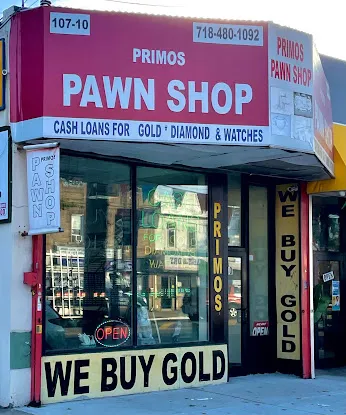 107-10
718-480-1092
PRIMOS
PAWN SHOP
CASH LOANS FOR GOLD * DIAMOND & WATCHES
PRIMOS
PAWN SHOP
PRIMOS
PAWN SHOP
PRIMOS
WE BUY GOLD
OPEN
OPEN
OPEN
WE BUY GOLD